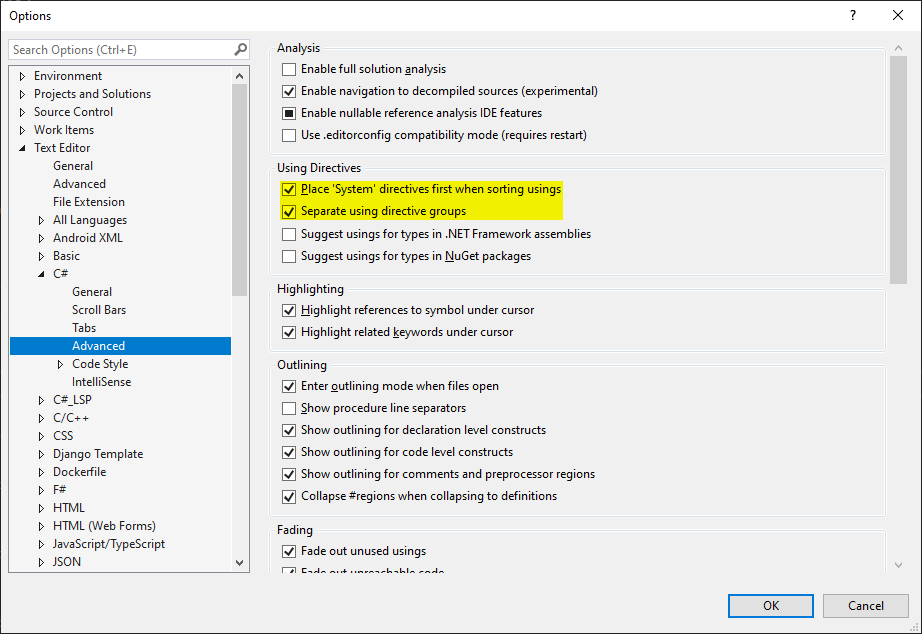 Options
?
Search Options (Ctrl+E)
Environment
Projects and Solutions
Source Control
Work Items
Text Editor
General
Advanced
File Extension
All Languages
Android XML
Basic
C#
General
Scroll Bars
Tabs
Advanced
Code Style
IntelliSense
C#_LSP
C/C++
CSS
Django Template
Dockerfile
F#
HTML
HTML (Web Forms)
JavaScript/TypeScript
JSON
Analysis
Enable full solution analysis
Enable navigation to decompiled sources (experimental)
Enable nullable reference analysis IDE features
Use .editorconfig compatibility mode (requires restart)
Using Directives
Place 'System' directives first when sorting usings
Separate using directive groups
Suggest usings for types in .NET Framework assemblies
Suggest usings for types in NuGet packages
Highlighting
Highlight references to symbol under cursor
Highlight related keywords under cursor
Outlining
Enter outlining mode when files open
Show procedure line separators
Show outlining for declaration level constructs
Show outlining for code level constructs
Show outlining for comments and preprocessor regions
Collapse #regions when collapsing to definitions
Fading
Fade out unused usings
Fade out unreachable code
OK
Cancel